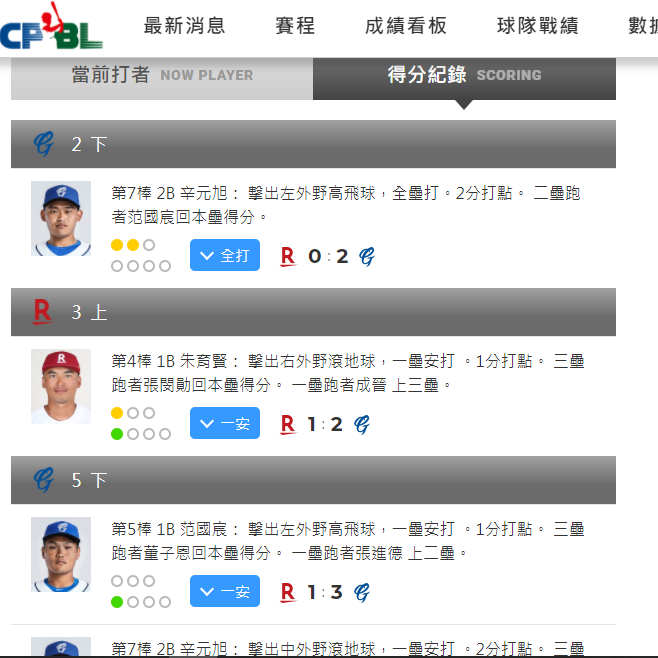 CPBL 最新消息 賽程 成績看板 球隊戰績 數
當前打者 NOW PLAYER 得分紀錄 SCORING
G 2 下
第7棒 2B 辛元旭： 擊出左外野高飛球，全壘打。2分打點。 二壘跑
者范國宸回本壘得分。
全打 R 0 : 2 G
R 3 上
第4棒 1B 朱育賢： 擊出右外野滾地球，一壘安打 。1分打點。 三壘
跑者張閔勛回本壘得分。 一壘跑者成晉 上三壘。
一安 R 1 : 2 G
G 5 下
第5棒 1B 范國宸： 擊出左外野高飛球，一壘安打 。1分打點。 三壘
跑者董子恩回本壘得分。 一壘跑者張進德 上二壘。
一安 R 1 : 3 G
第7棒 2B 辛元旭： 擊出中外野滾地球，一壘安打 。2分打點。 三壘